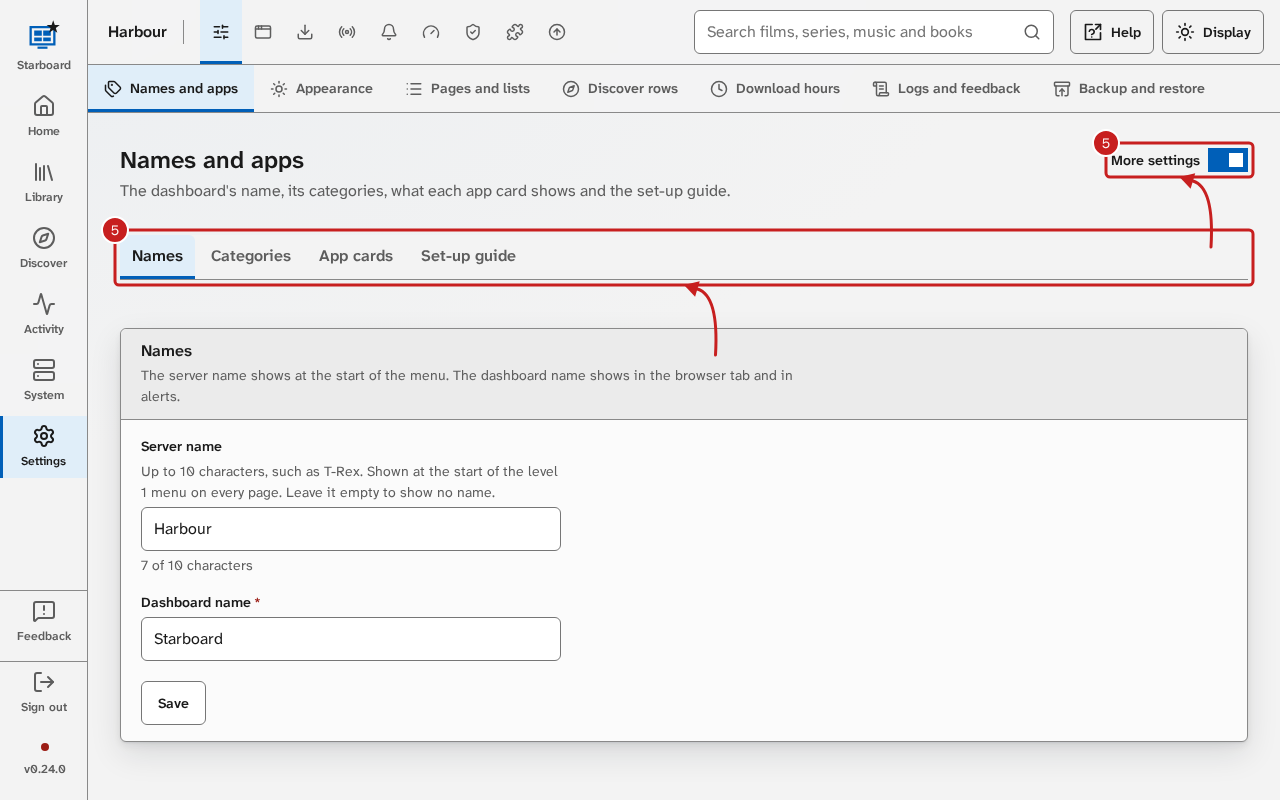 Starboard
Home
Library
Discover
Activity
System
Settings
Feedback
Sign out
v0.24.0
Harbour
Search films, series, music and books
Help
Display
Names and apps
Appearance
Pages and lists
Discover rows
Download hours
Logs and feedback
Backup and restore
Names and apps
The dashboard's name, its categories, what each app card shows and the set-up guide.
5
More settings
5
Names
Categories
App cards
Set-up guide
Names
The server name shows at the start of the menu. The dashboard name shows in the browser tab and in
alerts.
Server name
Up to 10 characters, such as T-Rex. Shown at the start of the level
1 menu on every page. Leave it empty to show no name.
Harbour
7 of 10 characters
Dashboard name *
Starboard
Save